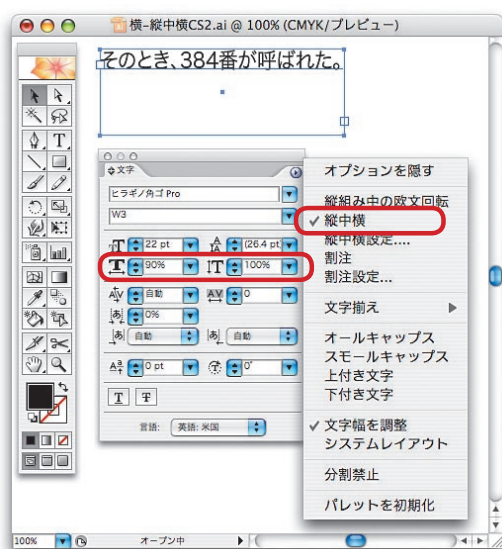 横-縦中横CS2.ai @ 100% (CMYK/プレビュー)
そのとき、384番が呼ばれた。
文字
ヒラギノ角ゴ Pro
W3
22 pt
(26.4 pt)
90%
100%
自動
0
0%
自動
自動
0 pt
0°
言語: 英語: 米国
オプションを隠す
縦組み中の欧文回転
✓ 縦中横
縦中横設定....
割注
割注設定...
文字揃え
オールキャップス
スモールキャップス
上付き文字
下付き文字
✓ 文字幅を調整
システムレイアウト
分割禁止
パレットを初期化
100%
オープン中